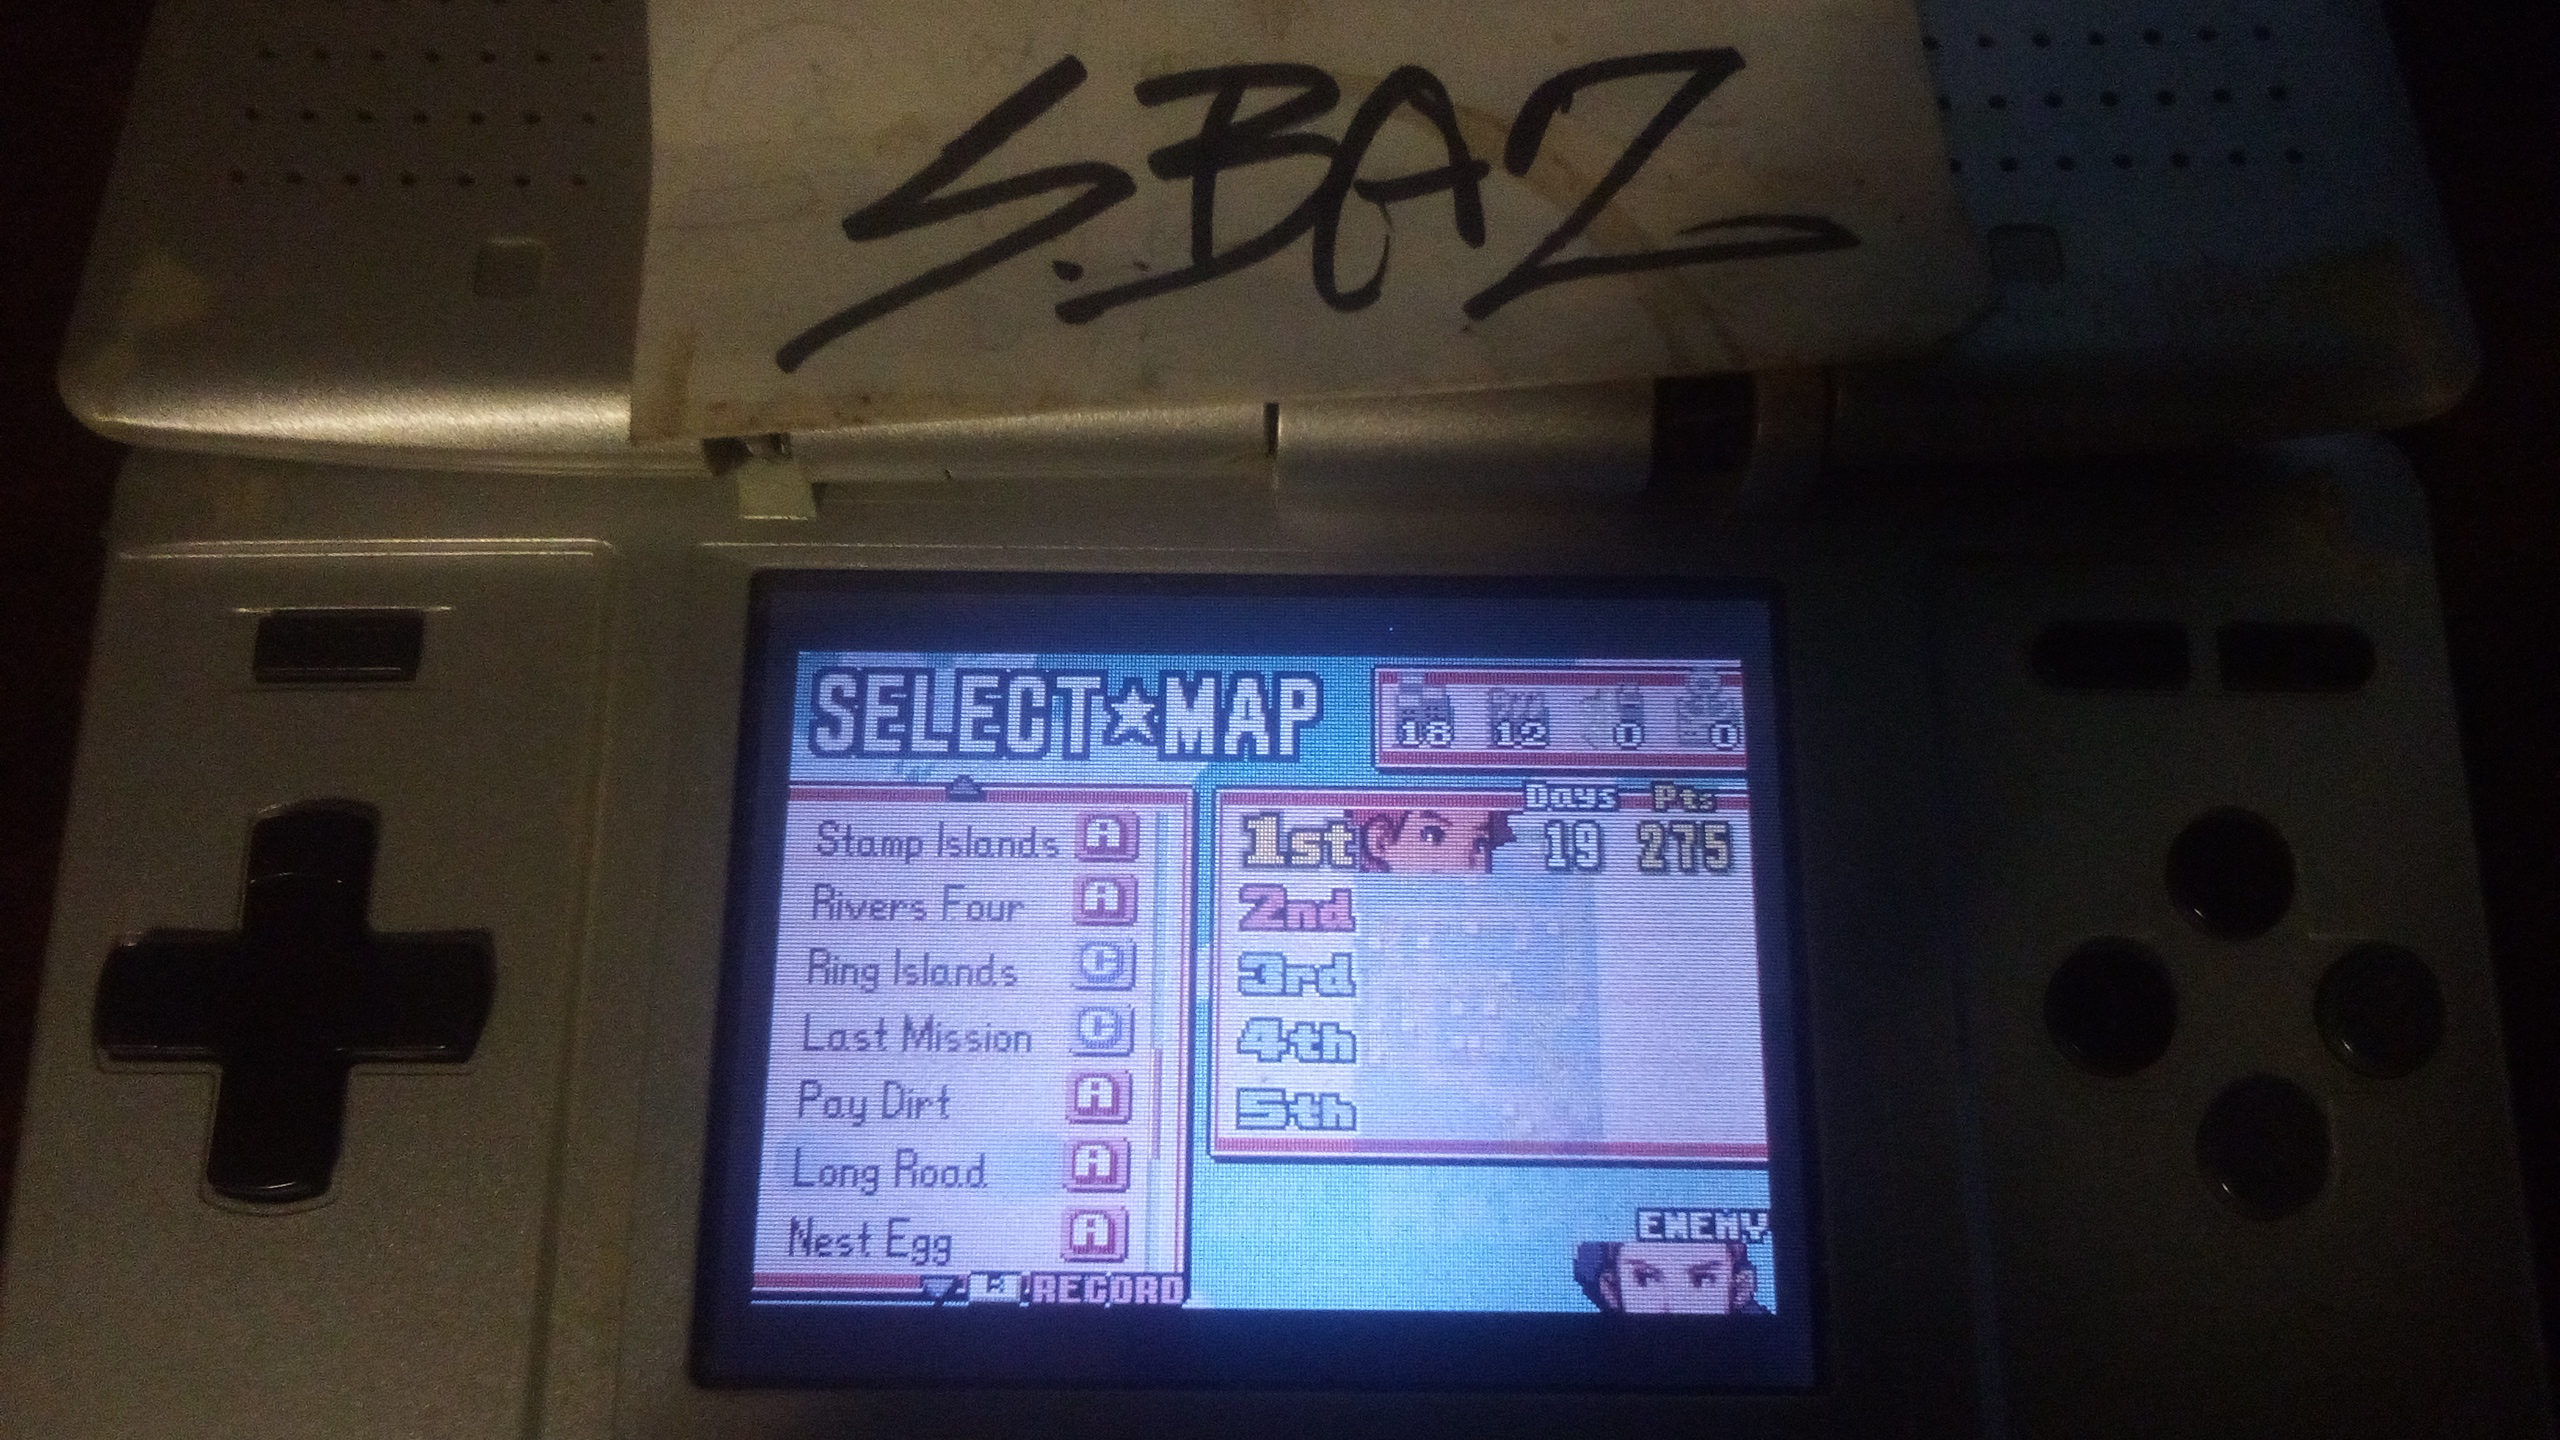 S.BAZ
SELECT★MAP
18 12 0 0
Days Pts
1st 19 275
2nd
3rd
4th
5th
Stamp Islands A
Rivers Four A
Ring Islands C
Last Mission C
Pay Dirt A
Long Road A
Nest Egg A
RECORD
ENEMY